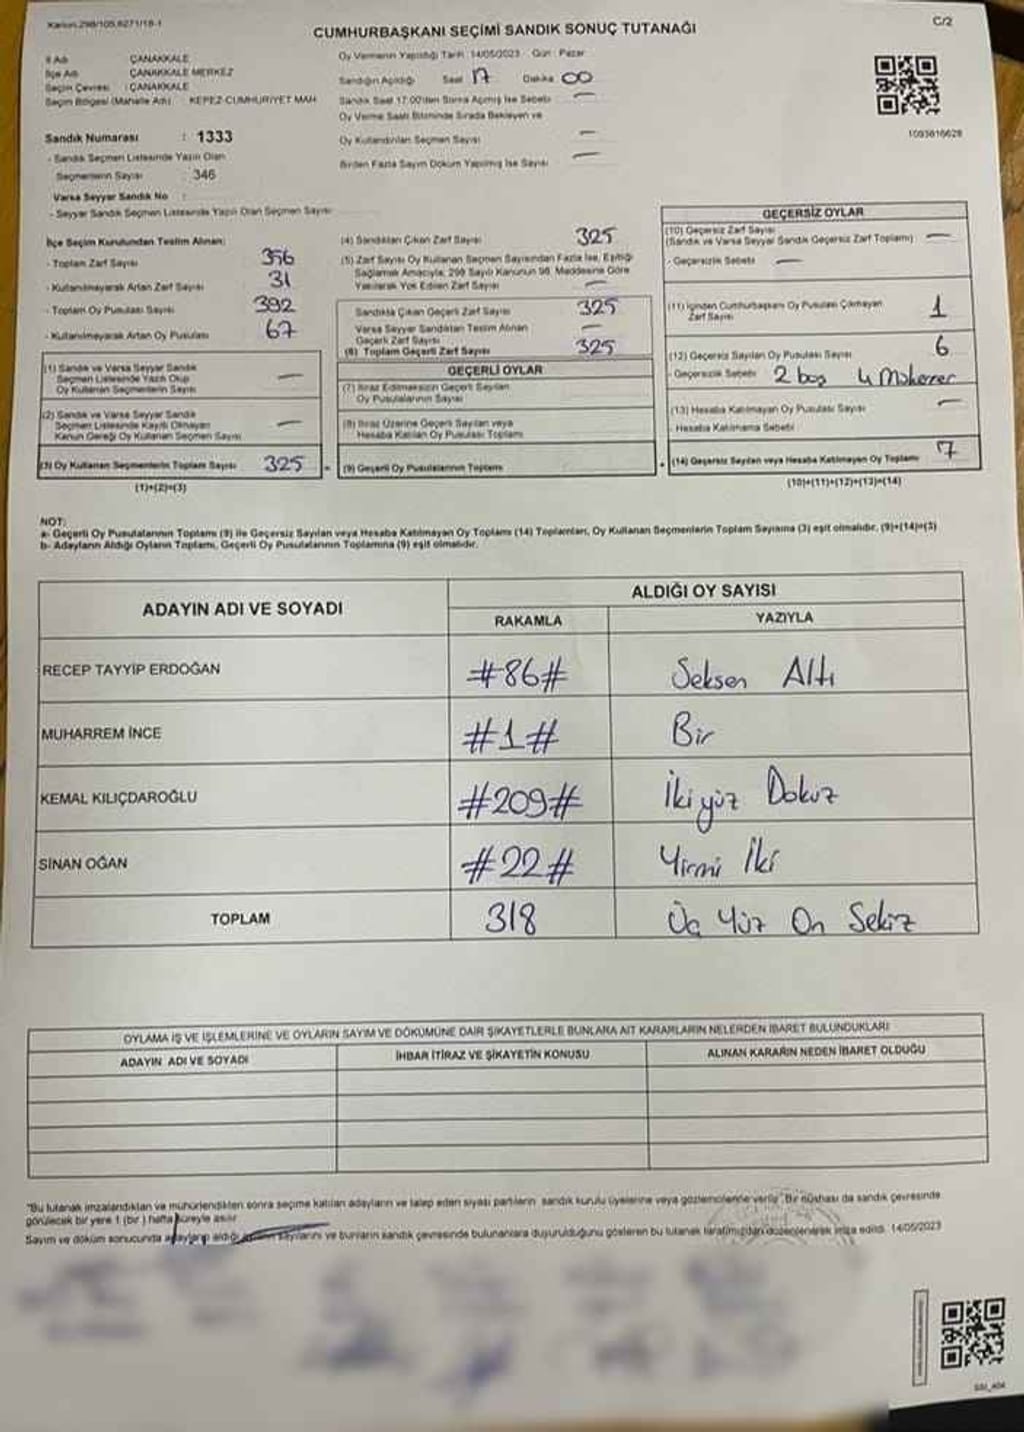 Kanun 298/105,6271/18-1
C/2
CUMHURBAŞKANI SEÇİMİ SANDIK SONUÇ TUTANAĞI
İl Adı ÇANAKKALE
İlçe Adı ÇANAKKALE MERKEZ
Seçim Çevresi : ÇANAKKALE
Seçim Bölgesi (Mahalle Adı) KEPEZ-CUMHURİYET MAH
Sandık Numarası : 1333
- Sandık Seçmen Listesinde Yazılı Olan
Seçmenlerin Sayısı 346
Varsa Seyyar Sandık No :
- Seyyar Sandık Seçmen Listesinde Yazılı Olan Seçmen Sayısı
Oy Vermenin Yapıldığı Tarih 14/05/2023 Gün : Pazar
Sandığın Açıldığı Saat 17 Dakika 00
Sandık Saat 17.00'den Sonra Açılmış İse Sebebi —
Oy Verme Saati Bitiminde Sırada Bekleyen ve
Oy Kullandırılan Seçmen Sayısı —
Birden Fazla Sayım Döküm Yapılmış İse Sayısı —
1093616628
İlçe Seçim Kurulundan Teslim Alınan:
- Toplam Zarf Sayısı 356
- Kullanılmayarak Artan Zarf Sayısı 31
- Toplam Oy Pusulası Sayısı 392
- Kullanılmayarak Artan Oy Pusulası 67
(1) Sandık ve Varsa Seyyar Sandık
Seçmen Listesinde Yazılı Olup
Oy Kullanan Seçmenlerin Sayısı —
(2) Sandık ve Varsa Seyyar Sandık
Seçmen Listesinde Kayıtlı Olmayan
Kanun Gereği Oy Kullanan Seçmen Sayısı —
(3) Oy Kullanan Seçmenlerin Toplam Sayısı 325
(1)+(2)=(3)
(4) Sandıktan Çıkan Zarf Sayısı 325
(5) Zarf Sayısı Oy Kullanan Seçmen Sayısından Fazla İse, Eşitliği
Sağlamak Amacıyla, 298 Sayılı Kanunun 98. Maddesine Göre
Yakılarak Yok Edilen Zarf Sayısı —
Sandıkta Çıkan Geçerli Zarf Sayısı 325
Varsa Seyyar Sandıktan Teslim Alınan
Geçerli Zarf Sayısı —
(6) Toplam Geçerli Zarf Sayısı 325
GEÇERLİ OYLAR
(7) İtiraz Edilmeksizin Geçerli Sayılan
Oy Pusulalarının Sayısı
(8) İtiraz Üzerine Geçerli Sayılan veya
Hesaba Katılan Oy Pusulası Toplamı
(9) Geçerli Oy Pusulalarının Toplamı
GEÇERSİZ OYLAR
(10) Geçersiz Zarf Sayısı
(Sandık ve Varsa Seyyar Sandık Geçersiz Zarf Toplamı) —
- Geçersizlik Sebebi —
(11) İçinden Cumhurbaşkanı Oy Pusulası Çıkmayan
Zarf Sayısı 1
(12) Geçersiz Sayılan Oy Pusulası Sayısı 6
- Geçersizlik Sebebi 2 boş 4 Mükerrer
(13) Hesaba Katılmayan Oy Pusulası Sayısı —
- Hesaba Katılmama Sebebi
(14) Geçersiz Sayılan veya Hesaba Katılmayan Oy Toplamı 7
(10)+(11)+(12)+(13)=(14)
NOT:
a- Geçerli Oy Pusulalarının Toplamı (9) ile Geçersiz Sayılan veya Hesaba Katılmayan Oy Toplamı (14) Toplamları, Oy Kullanan Seçmenlerin Toplam Sayısına (3) eşit olmalıdır. (9)+(14)=(3)
b- Adayların Aldığı Oyların Toplamı, Geçerli Oy Pusulalarının Toplamına (9) eşit olmalıdır.
ADAYIN ADI VE SOYADI
ALDIĞI OY SAYISI
RAKAMLA YAZIYLA
RECEP TAYYİP ERDOĞAN #86# Seksen Altı
MUHARREM İNCE #1# Bir
KEMAL KILIÇDAROĞLU #209# İkiyüz Dokuz
SİNAN OĞAN #22# Yirmi İki
TOPLAM 318 Üç Yüz On Sekiz
OYLAMA İŞ VE İŞLEMLERİNE VE OYLARIN SAYIM VE DÖKÜMÜNE DAİR ŞİKAYETLERLE BUNLARA AİT KARARLARIN NELERDEN İBARET BULUNDUKLARI
ADAYIN ADI VE SOYADI İHBAR İTİRAZ VE ŞİKAYETİN KONUSU ALINAN KARARIN NEDEN İBARET OLDUĞU
"Bu tutanak imzalandıktan ve mühürlendikten sonra seçime katılan adayların ve talep eden siyasi partilerin sandık kurulu üyelerine veya gözlemcilerine verilir". Bir nüshası da sandık çevresinde
görülecek bir yere 1 (bir) hafta süreyle asılır
Sayım ve döküm sonucunda adayların aldığı oyların sayılarını ve bunların sandık çevresinde bulunanlara duyurulduğunu gösteren bu tutanak tarafımızdan düzenlenerek imza edildi. 14/05/2023